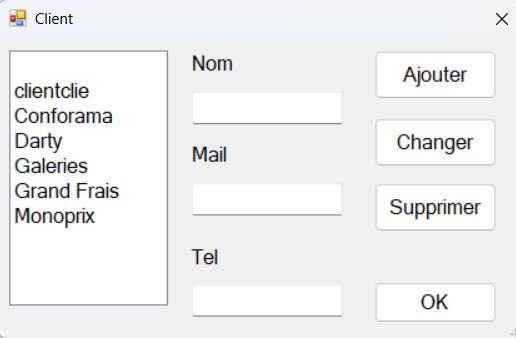 Client
clientclie
Conforama
Darty
Galeries
Grand Frais
Monoprix
Nom
Mail
Tel
Ajouter
Changer
Supprimer
OK